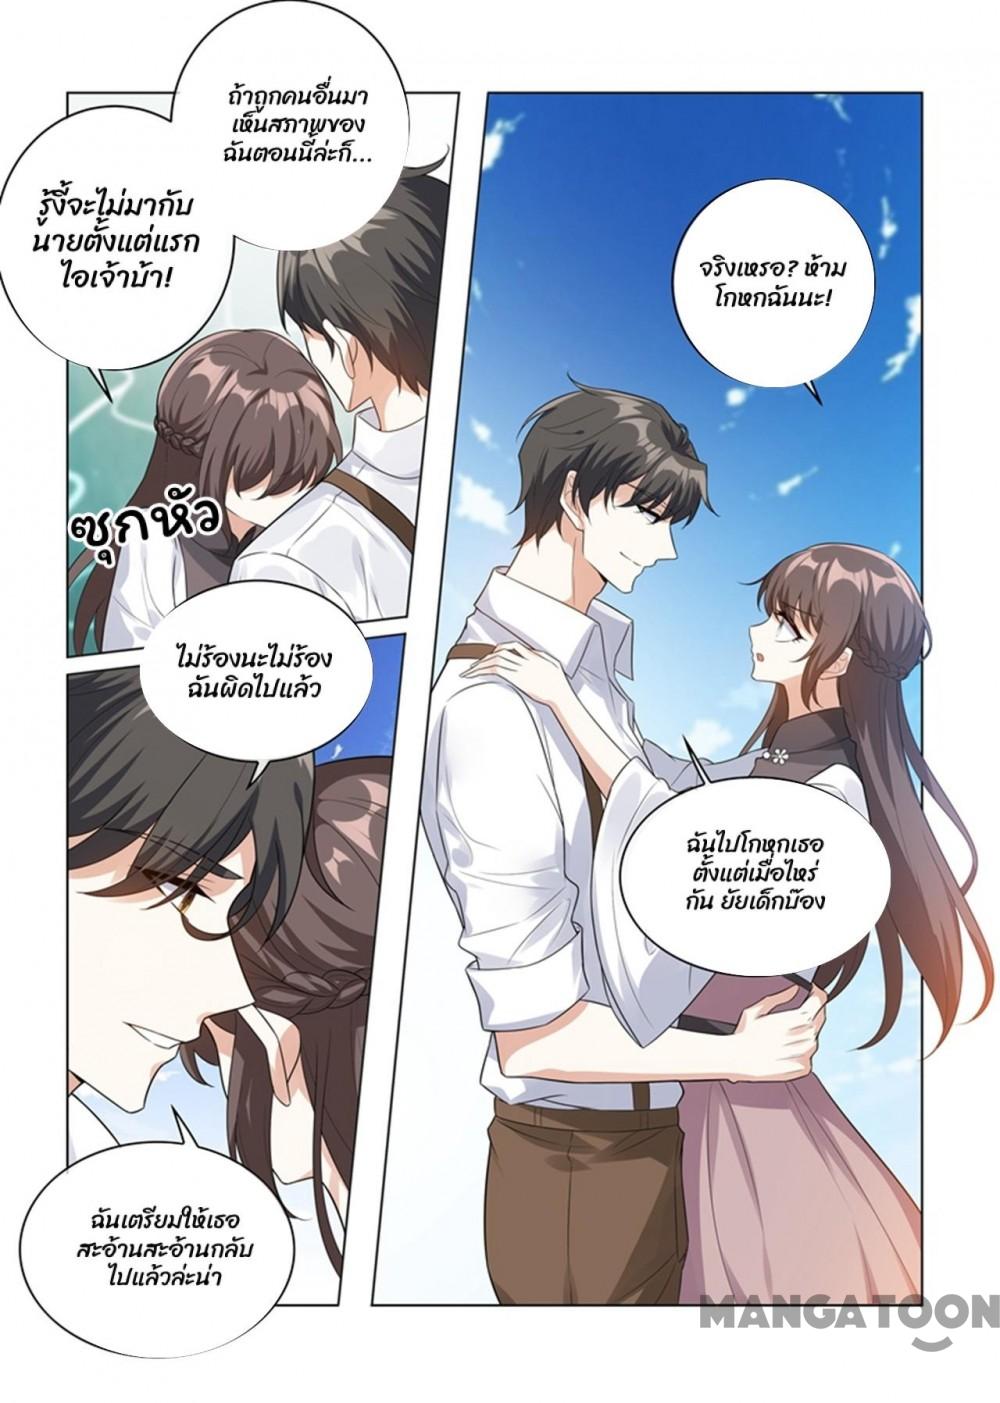 ถ้าถูกคนอื่นมา
เห็นสภาพของ
ฉันตอนนี้ล่ะก็...
รู้งี้จะไม่มากับ
นายตั้งแต่แรก
ไอเจ้าบ้า!
ซุกหัว
ไม่ร้องนะไม่ร้อง
ฉันผิดไปแล้ว
ฉันเตรียมให้เธอ
สะอ้านสะอ้านกลับ
ไปแล้วล่ะน่า
จริงเหรอ? ห้าม
โกหกฉันนะ!
ฉันไปโกหกเธอ
ตั้งแต่เมื่อไหร่
กัน ยัยเด็กบ๊อง
MANGATOON